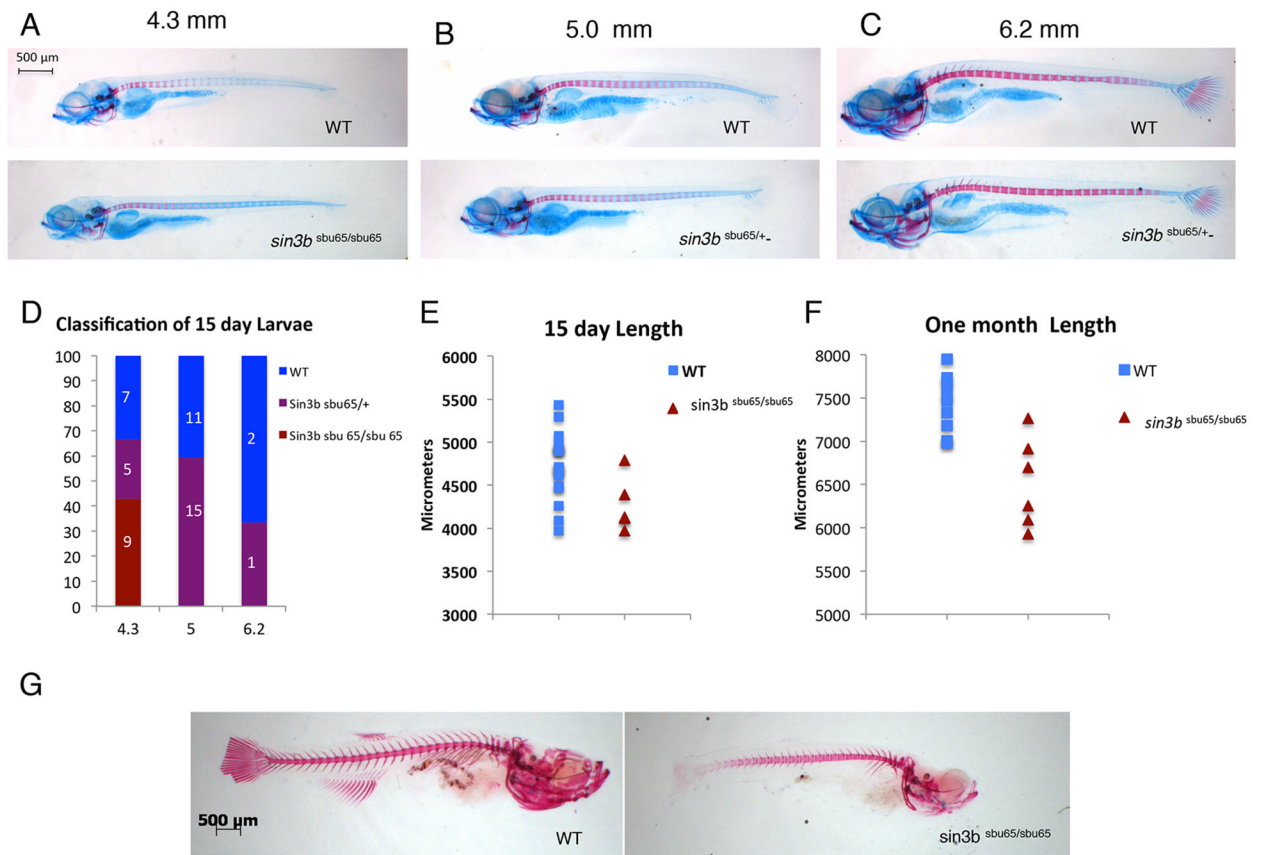 A
4.3 mm
B
5.0 mm
C
6.2 mm
500 µm
WT
WT
WT
sin3b sbu65/sbu65
sin3b sbu65/+-
sin3b sbu65/+-
D
Classification of 15 day Larvae
100
90
80
70
60
50
40
30
20
10
0
7
5
9
11
15
2
1
4.3
5
6.2
WT
Sin3b sbu65/+
Sin3b sbu 65/sbu 65
E
15 day Length
Micrometers
6000
5500
5000
4500
4000
3500
3000
WT
sin3b sbu65/sbu65
F
One month Length
Micrometers
8000
7500
7000
6500
6000
5500
5000
WT
sin3b sbu65/sbu65
G
500 µm
WT
sin3b sbu65/sbu65